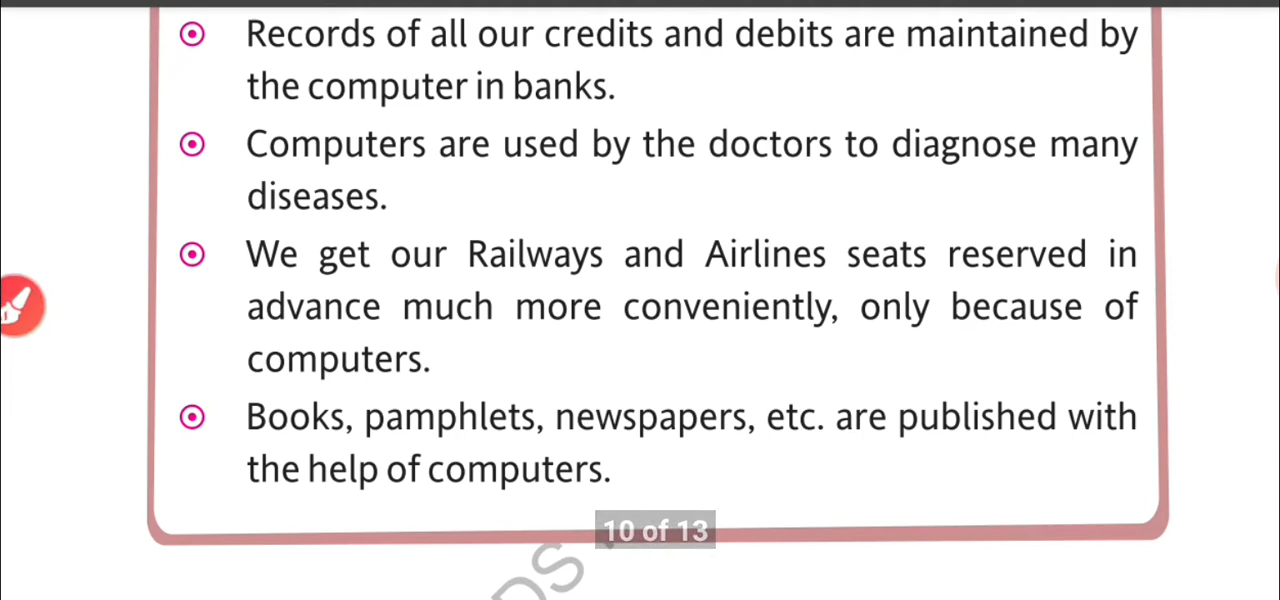 Records of all our credits and debits are maintained by
the computer in banks.
Computers are used by the doctors to diagnose many
diseases.
We get our Railways and Airlines seats reserved in
advance much more conveniently, only because of
computers.
Books, pamphlets, newspapers, etc. are published with
the help of computers.
10 of 13